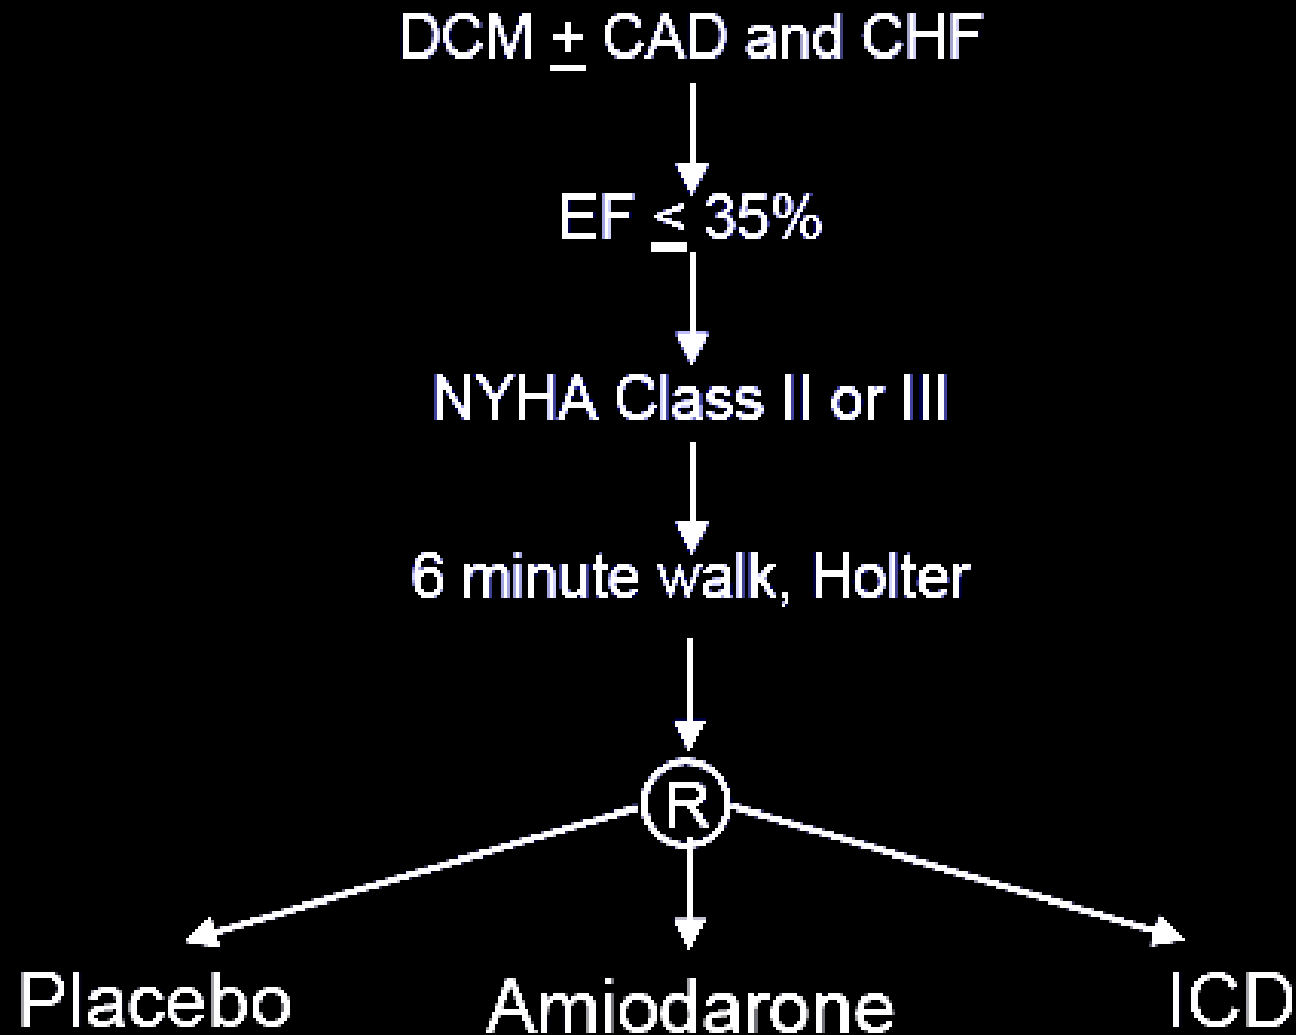 DCM ± CAD and CHF
EF ≤ 35%
NYHA Class II or III
6 minute walk, Holter
R
Placebo Amiodarone ICD